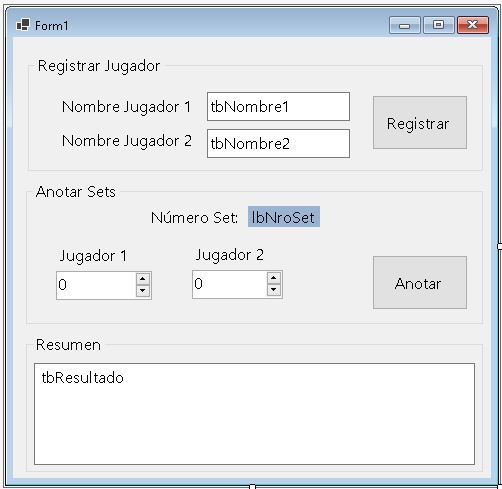 Form1
Registrar Jugador
Nombre Jugador 1 tbNombre1
Registrar
Nombre Jugador 2 tbNombre2
Anotar Sets
Número Set: lbNroSet
Jugador 1 Jugador 2
0 0 Anotar
Resumen
tbResultado